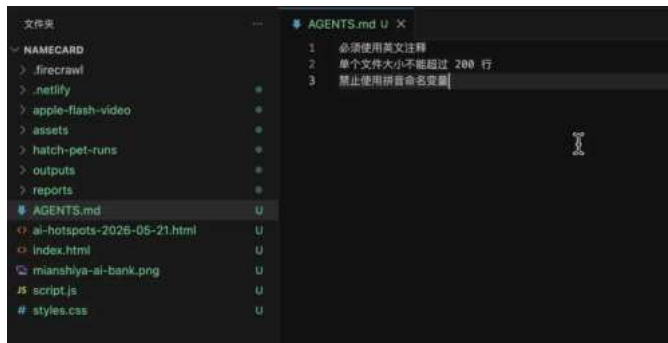 文件夹
···
NAMECARD
.firecrawl
.netlify
apple-flash-video
assets
hatch-pet-runs
outputs
reports
AGENTS.md U
ai-hotspots-2026-05-21.html U
index.html U
mianshiya-ai-bank.png U
JS script.js U
# styles.css U
AGENTS.md U ×
1 必须使用英文注释
2 单个文件大小不能超过 200 行
3 禁止使用拼音命名变量